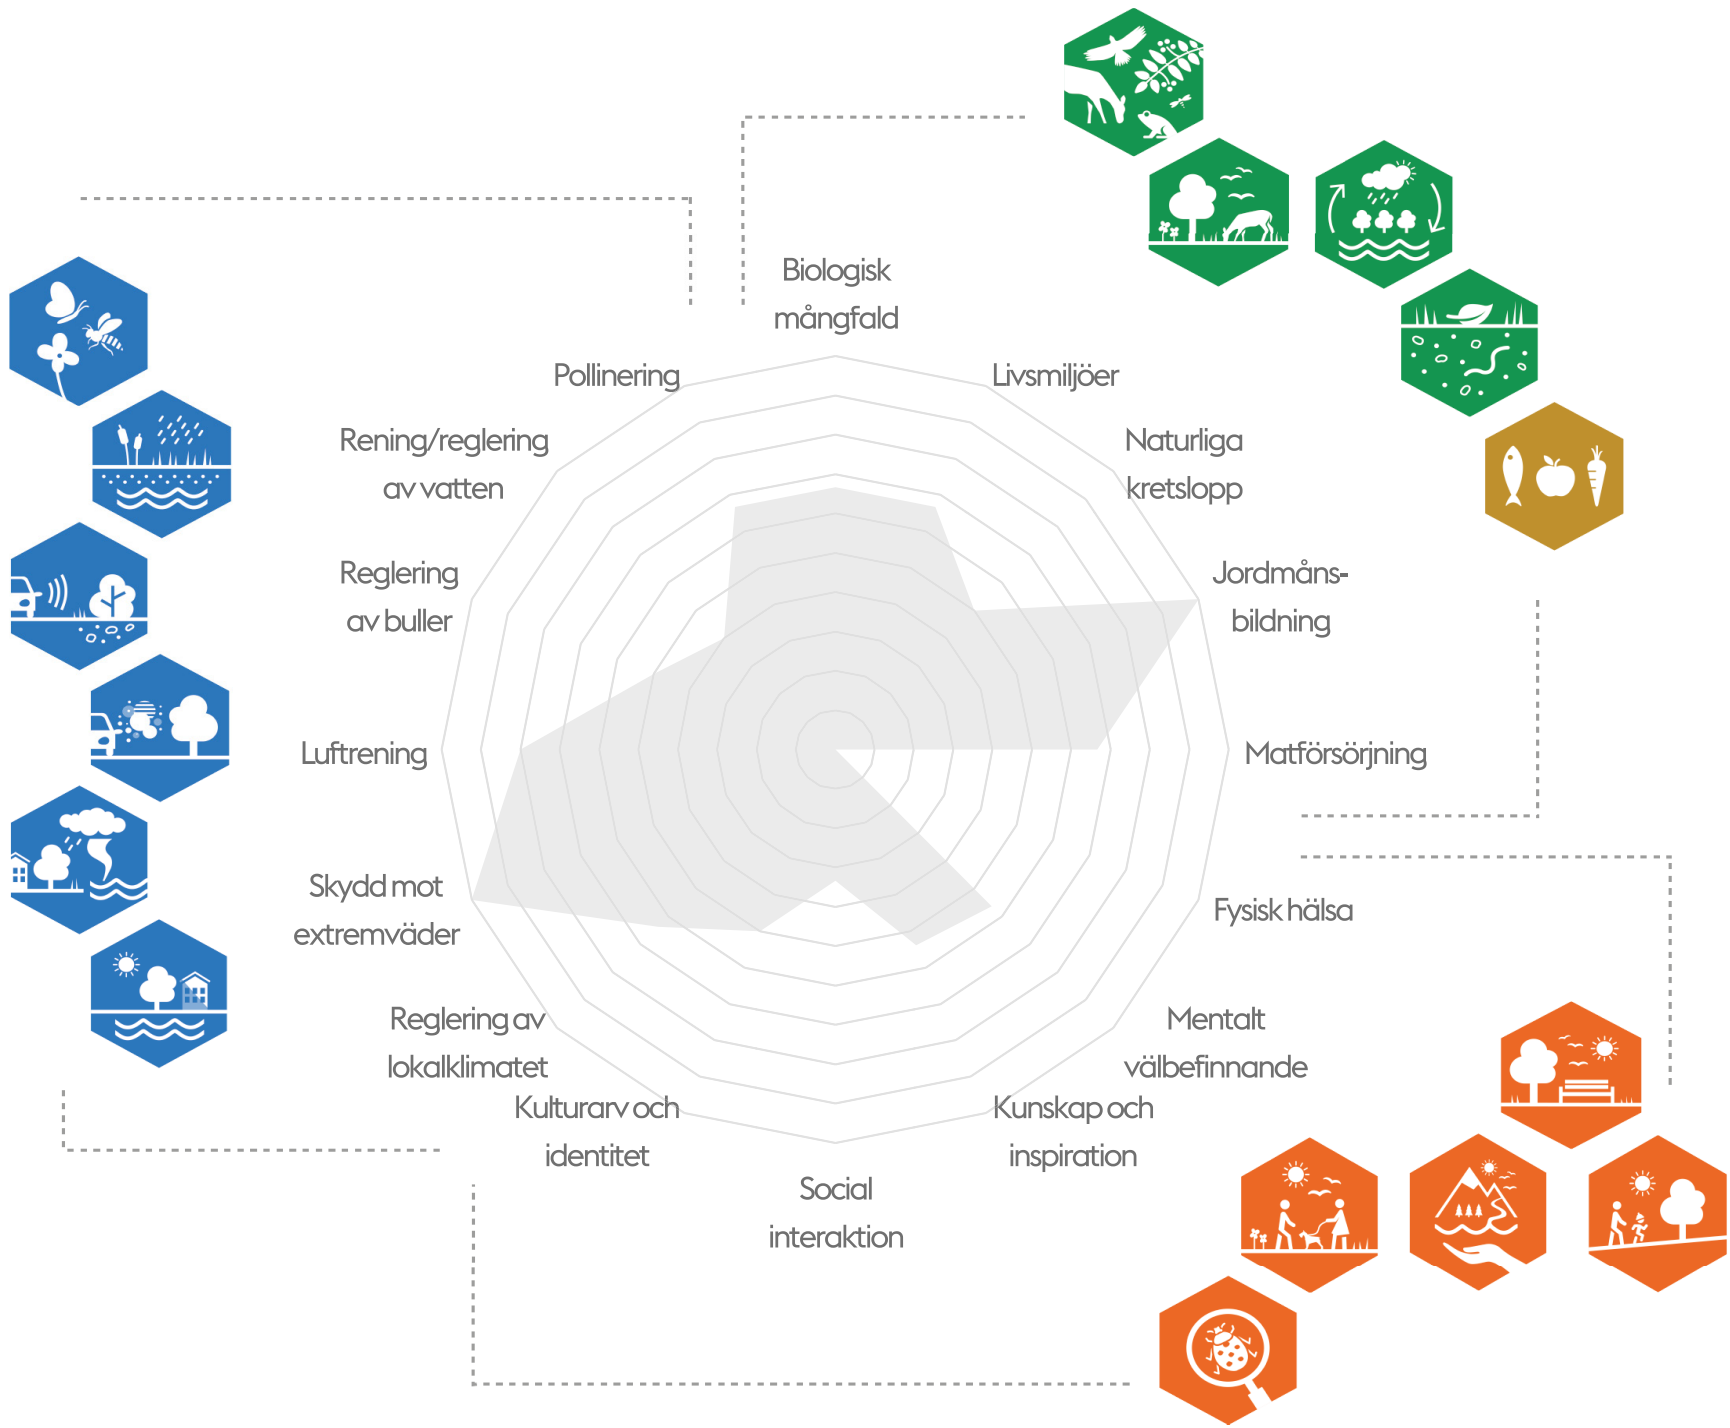 Biologisk
mångfald
Pollinering
Livsmiljöer
Rening/reglering
av vatten
Naturliga
kretslopp
Reglering
av buller
Jordmåns-
bildning
Luftrening
Matförsörjning
Skydd mot
extremväder
Fysisk hälsa
Reglering av
lokalklimatet
Mentalt
välbefinnande
Kulturarv och
identitet
Kunskap och
inspiration
Social
interaktion